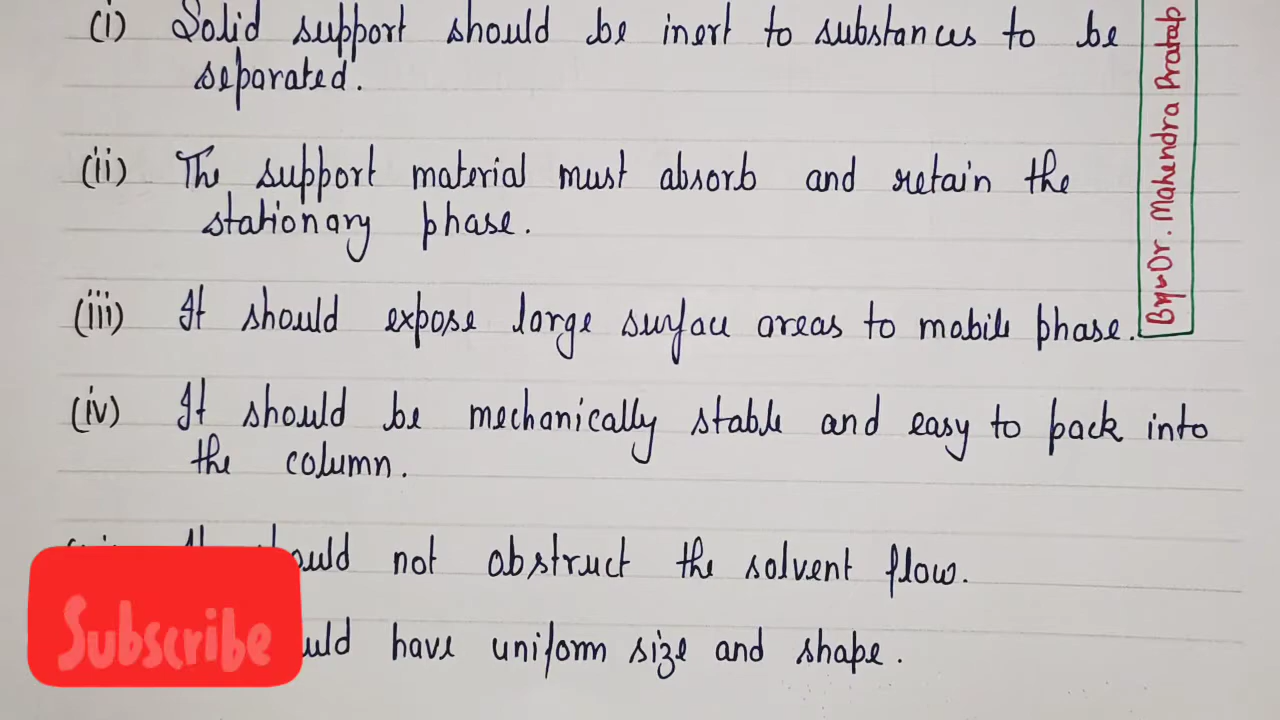 (i) Solid support should be inert to substances to be
separated.
(ii) The support material must absorb and retain the
stationary phase.
(iii) It should expose large surface areas to mobile phase.
(iv) It should be mechanically stable and easy to pack into
the column.
should not obstruct the solvent flow.
have uniform size and shape.
Subscribe
By~Dr. Mahendra Pratap